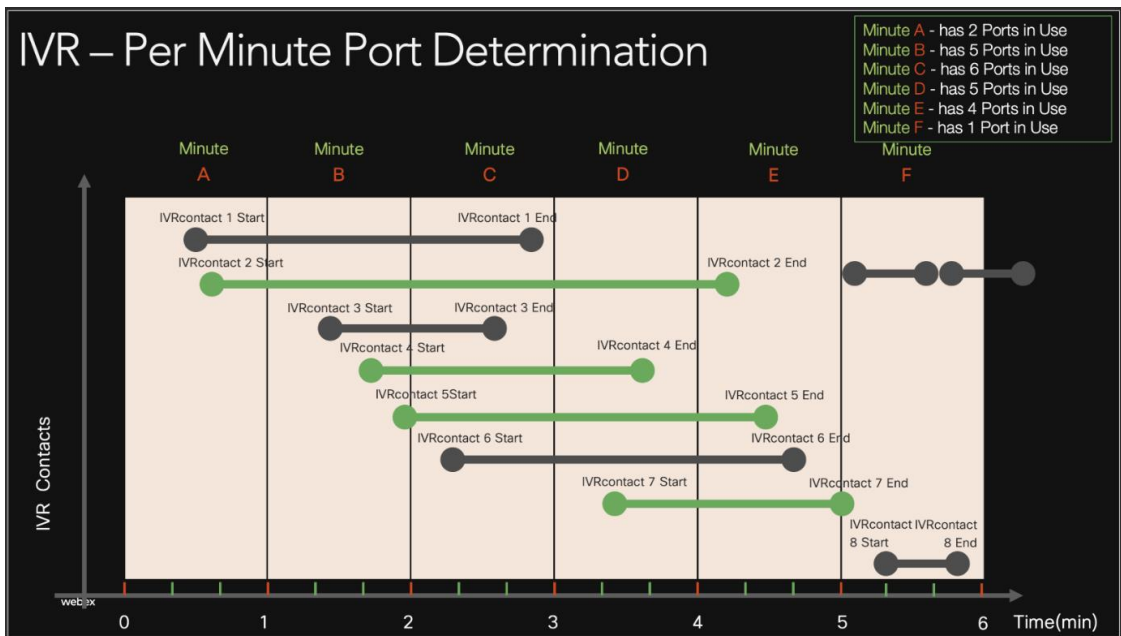 IVR – Per Minute Port Determination
Minute A - has 2 Ports in Use
Minute B - has 5 Ports in Use
Minute C - has 6 Ports in Use
Minute D - has 5 Ports in Use
Minute E - has 4 Ports in Use
Minute F - has 1 Port in Use
Minute Minute Minute Minute Minute Minute
A B C D E F
IVRcontact 1 Start IVRcontact 1 End
IVRcontact 2 Start IVRcontact 2 End
IVRcontact 3 Start IVRcontact 3 End
IVRcontact 4 Start IVRcontact 4 End
IVRcontact 5Start IVRcontact 5 End
IVRcontact 6 Start IVRcontact 6 End
IVRcontact 7 Start IVRcontact 7 End
IVRcontact IVRcontact
8 Start 8 End
IVR Contacts
webex
0 1 2 3 4 5 6 Time(min)